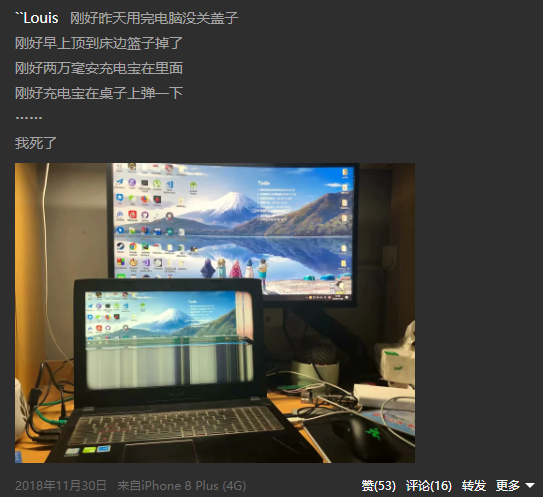 ``Louis 刚好昨天用完电脑没关盖子
刚好早上顶到床边篮子掉了
刚好两万毫安充电宝在里面
刚好充电宝在桌子上弹一下
……
我死了
Todo
2018年11月30日 来自iPhone 8 Plus (4G) 赞(53) 评论(16) 转发 更多